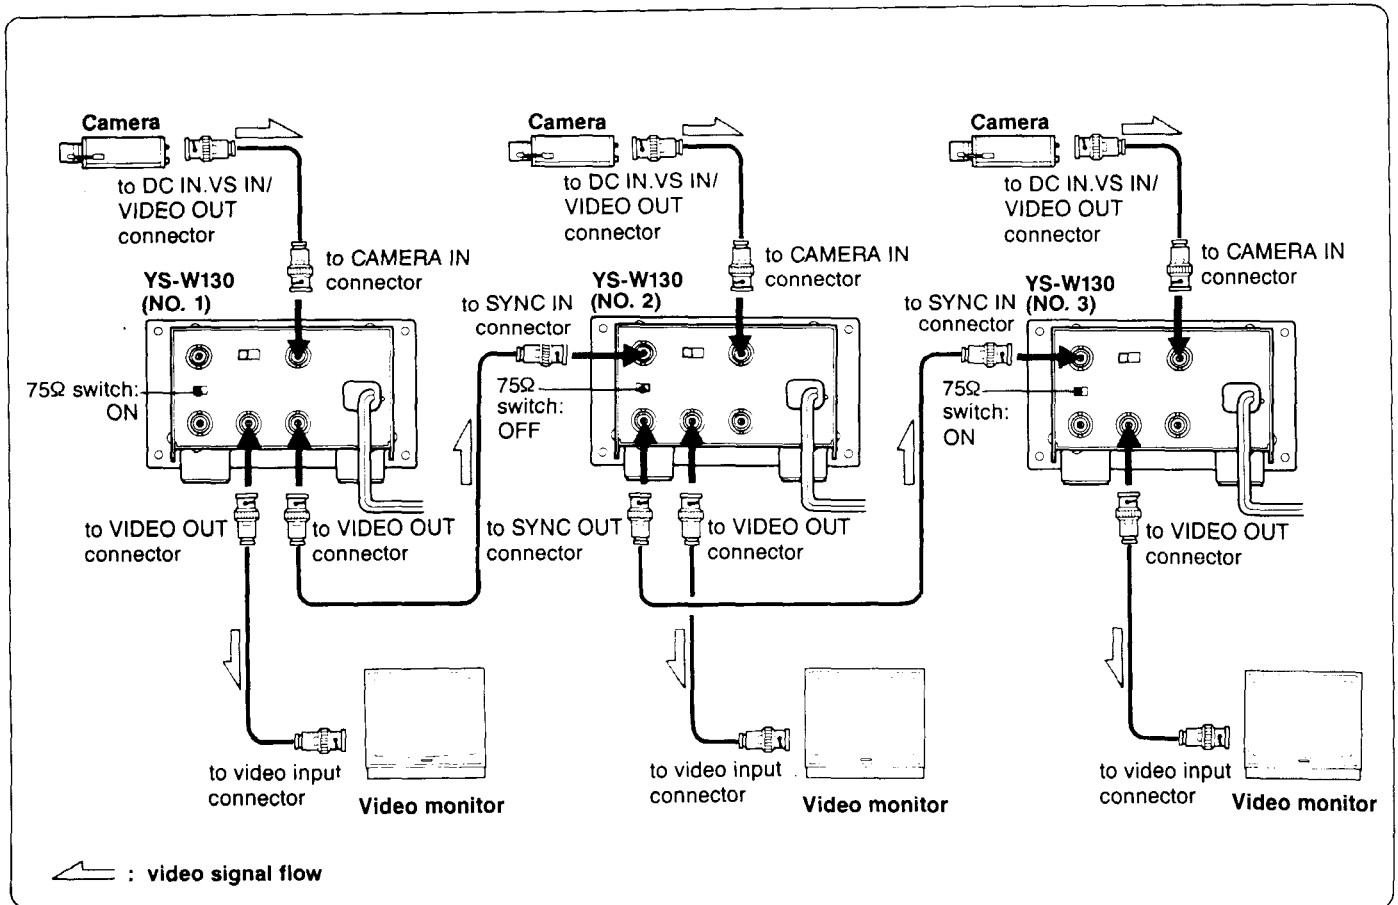 Camera
to DC IN.VS IN/
VIDEO OUT
connector
to CAMERA IN
connector
YS-W130
(NO. 1)
75Ω switch:
ON
to VIDEO OUT
connector
to VIDEO OUT
connector
to video input
connector
Video monitor
Camera
to DC IN.VS IN/
VIDEO OUT
connector
to CAMERA IN
connector
YS-W130
(NO. 2)
to SYNC IN
connector
75Ω
switch:
OFF
to SYNC OUT
connector
to VIDEO OUT
connector
to video input
connector
Video monitor
Camera
to DC IN.VS IN/
VIDEO OUT
connector
to CAMERA IN
connector
YS-W130
(NO. 3)
to SYNC IN
connector
75Ω
switch:
ON
to VIDEO OUT
connector
to video input
connector
Video monitor
: video signal flow